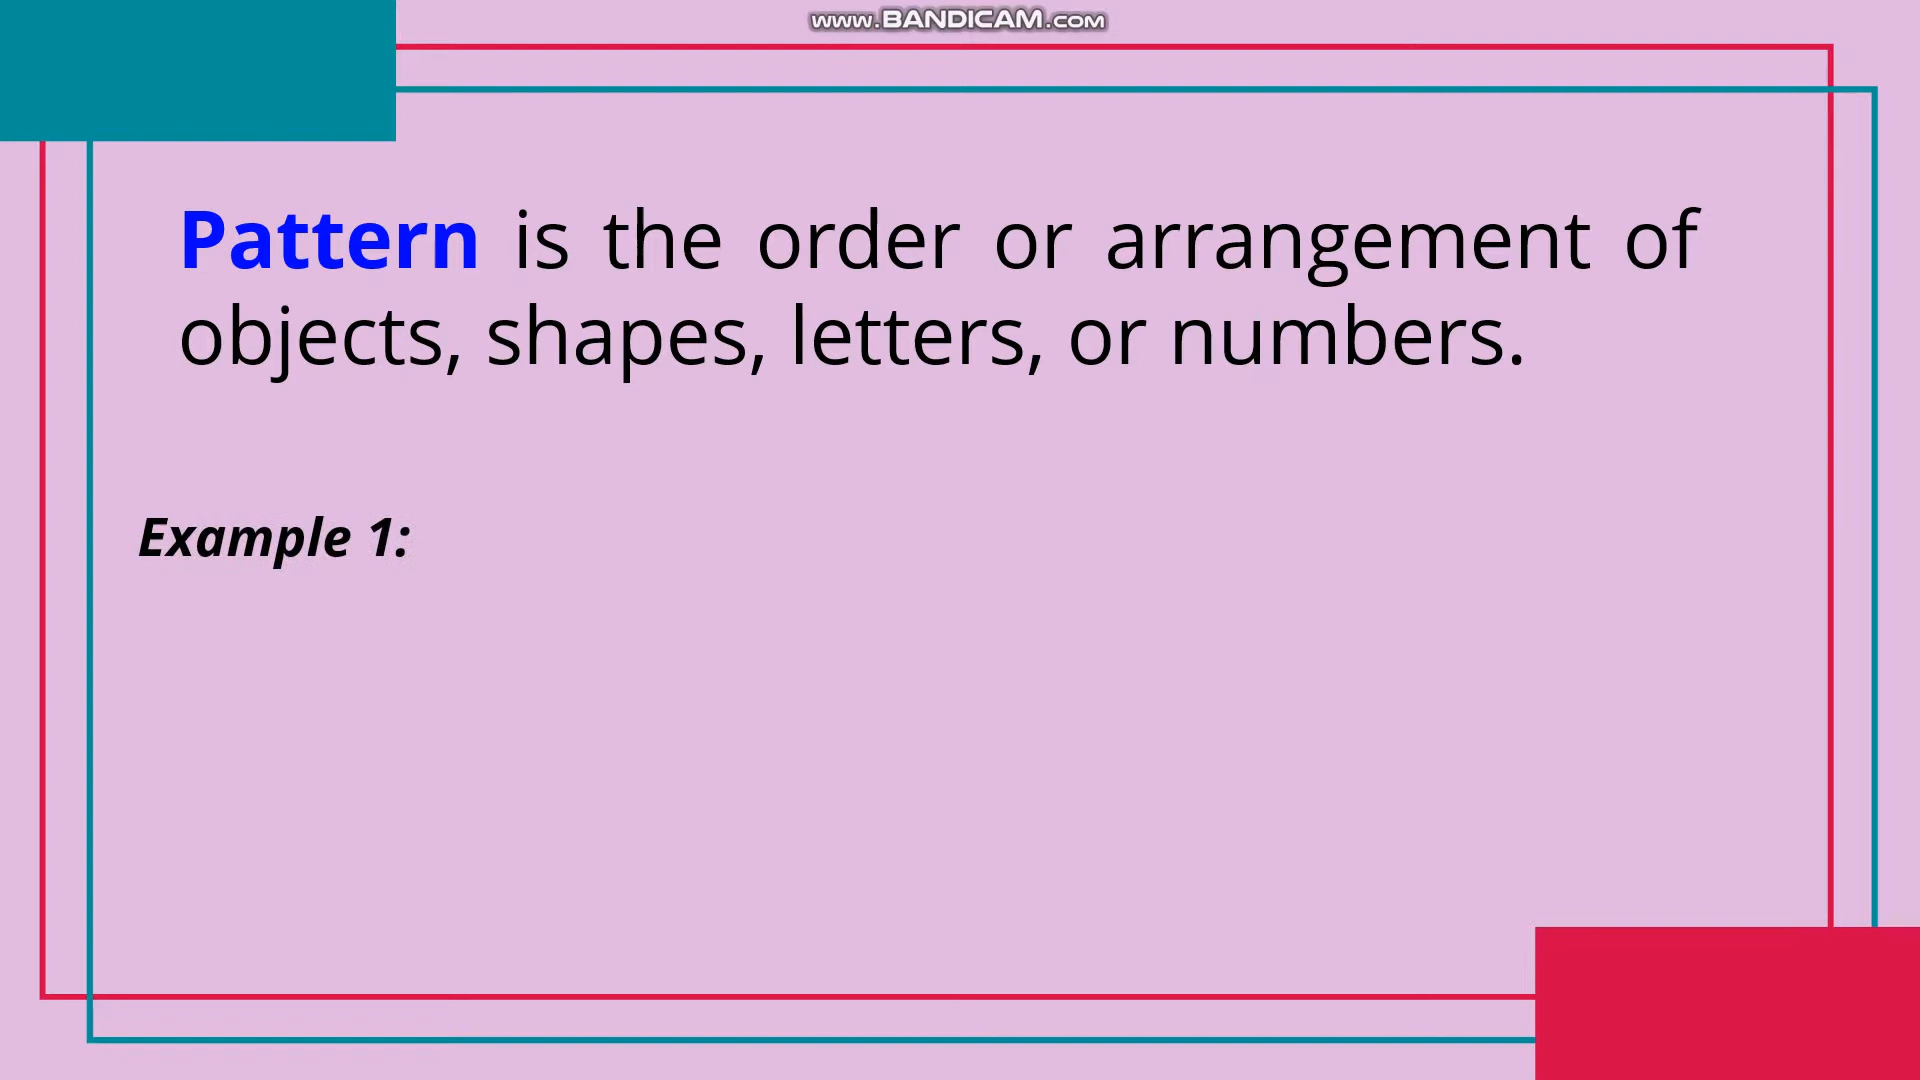 www.BANDICAM.com
Pattern is the order or arrangement of
objects, shapes, letters, or numbers.
Example 1: